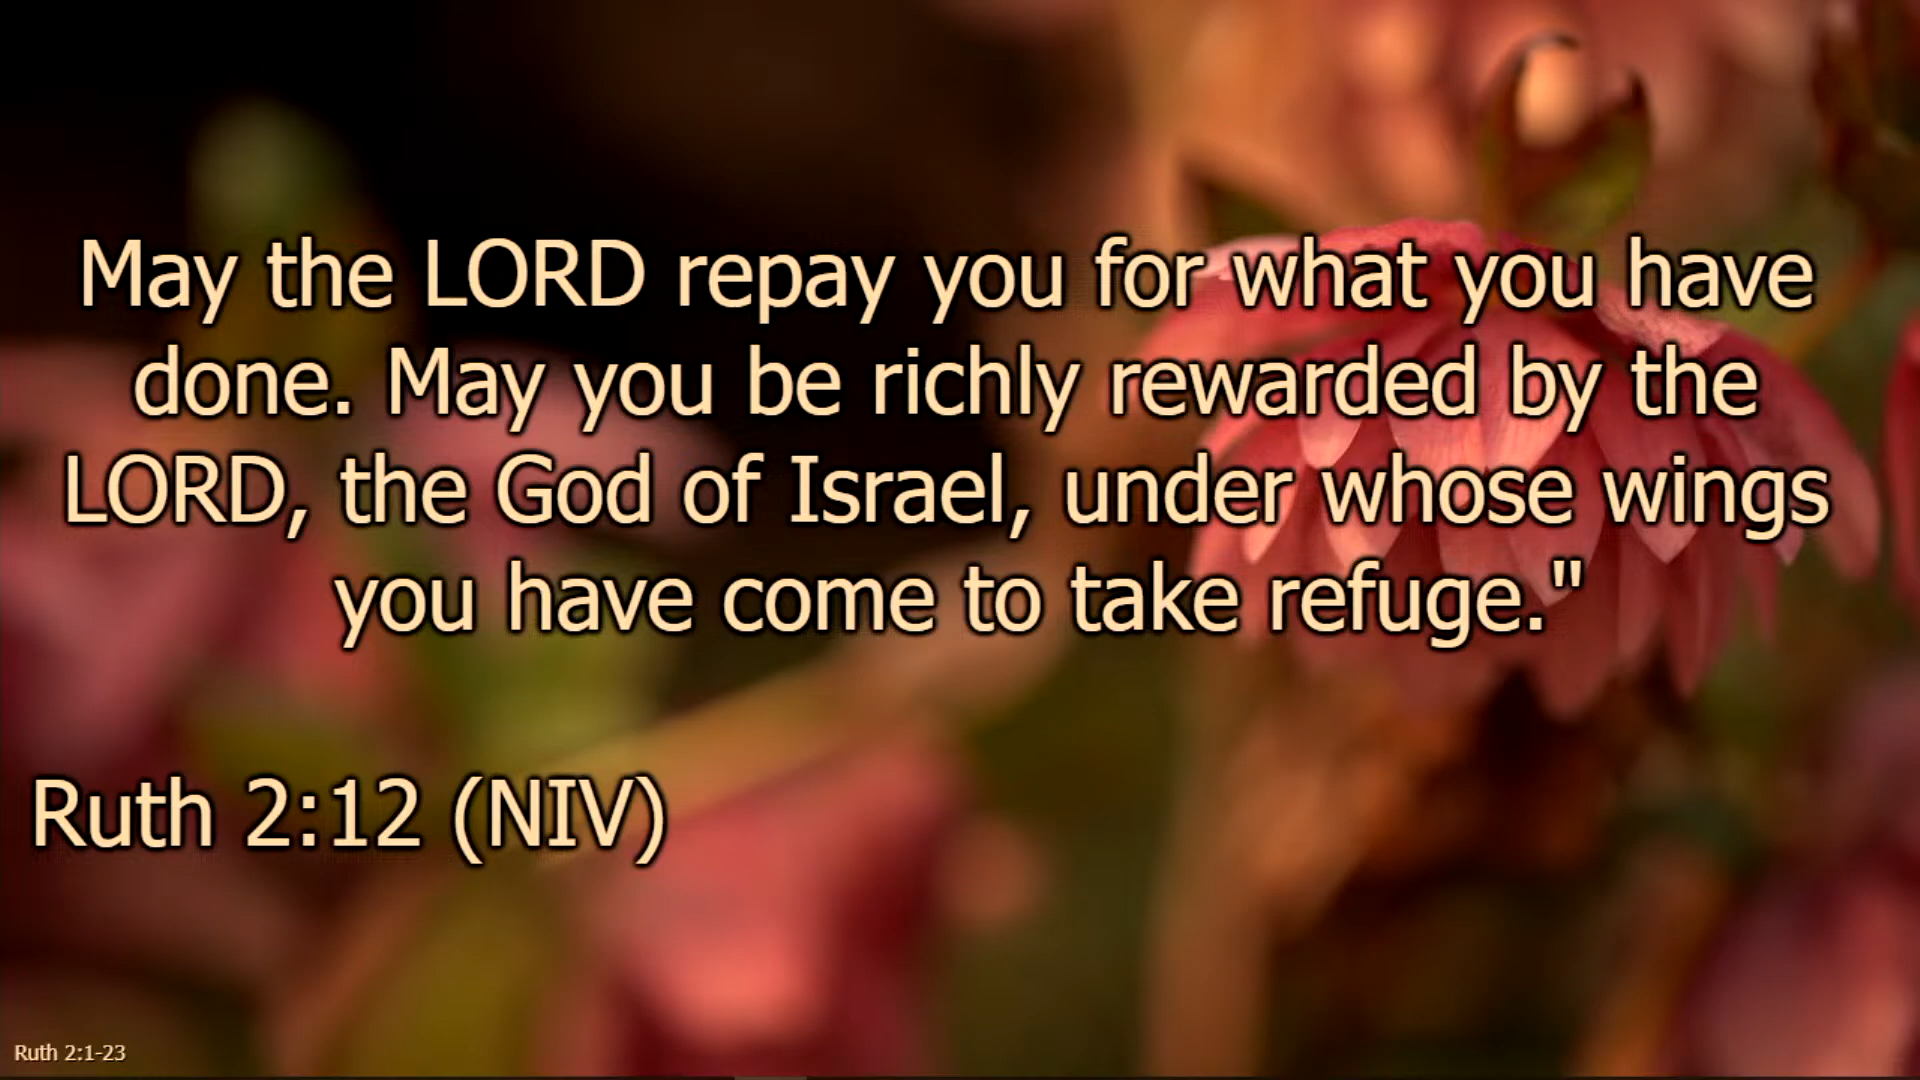 May the LORD repay you for what you have
done. May you be richly rewarded by the
LORD, the God of Israel, under whose wings
you have come to take refuge."
Ruth 2:12 (NIV)
Ruth 2:1-23